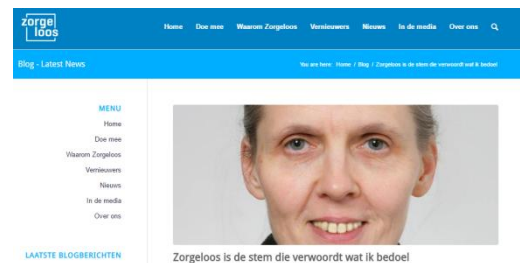 zorge
loos
Home Doe mee Waarom Zorgeloos Vernieuwers Nieuws In de media Over ons
Blog - Latest News
You are here: Home / Blog / Zorgeloos is de stem die verwoordt wat ik bedoel
MENU
Home
Doe mee
Waarom Zorgeloos
Vernieuwers
Nieuws
In de media
Over ons
LAATSTE BLOGBERICHTEN
Zorgeloos is de stem die verwoordt wat ik bedoel